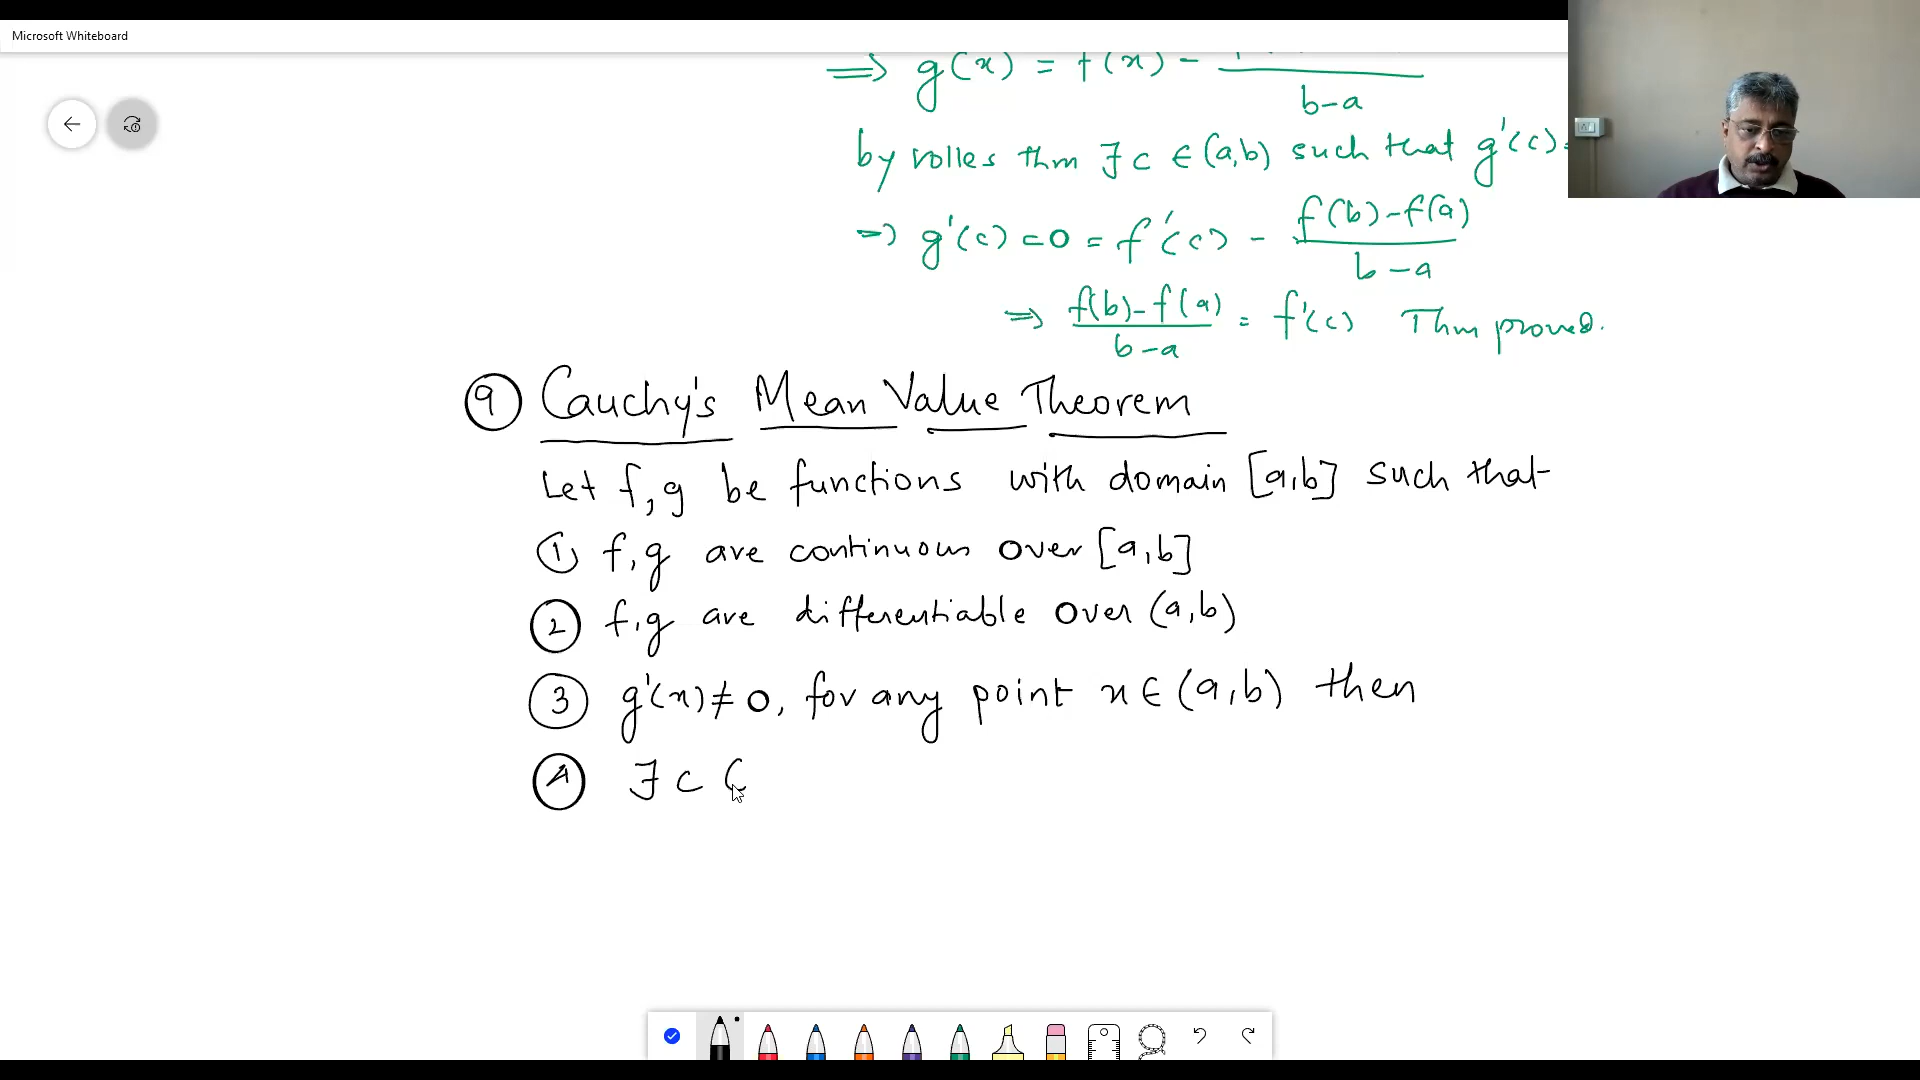 Microsoft Whiteboard
⟹ g(x) = f(x) -
b-a
by rolles thm ∃ c ∈ (a,b) such that g'(c)=
⇒ g'(c) = 0 = f'(c) - f(b)-f(a) / b-a
⇒ f(b)-f(a) / b-a = f'(c) Thm proved.
9 Cauchy's Mean Value Theorem
Let f,g be functions with domain [a,b] such that
1 f,g are continuous over [a,b]
2 f,g are differentiable over (a,b)
3 g'(x)≠0, for any point x∈(a,b) then
A ∃ c (